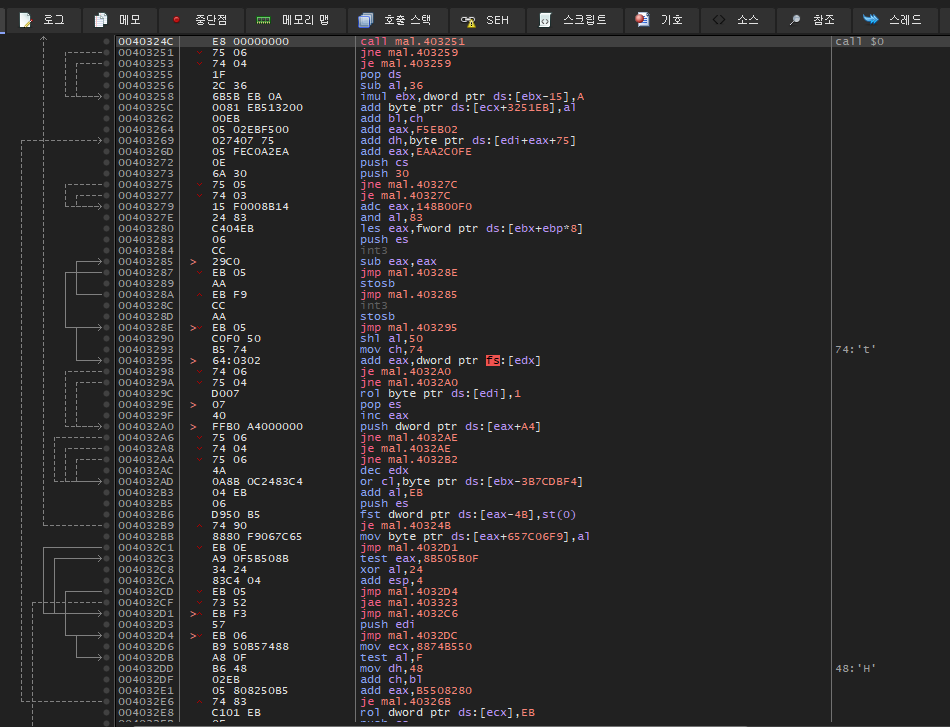 로그 메모 중단점 메모리 맵 호출 스택 SEH 스크립트 기호 소스 참조 스레드
0040324C E8 00000000 call mal.403251 call $0
00403251 75 06 jne mal.403259
00403253 74 04 je mal.403259
00403255 1F pop ds
00403256 2C 36 sub al,36
00403258 6B5B EB 0A imul ebx,dword ptr ds:[ebx-15],A
0040325C 0081 EB513200 add byte ptr ds:[ecx+3251EB],al
00403262 00EB add bl,ch
00403264 05 02EBF500 add eax,F5EB02
00403269 027407 75 add dh,byte ptr ds:[edi+eax+75]
0040326D 05 FEC0A2EA add eax,EAA2C0FE
00403272 0E push cs
00403273 6A 30 push 30
00403275 75 05 jne mal.40327C
00403277 74 03 je mal.40327C
00403279 15 F0008B14 adc eax,148B00F0
0040327E 24 83 and al,83
00403280 C404EB les eax,fword ptr ds:[ebx+ebp*8]
00403283 06 push es
00403284 CC int3
00403285 > 29C0 sub eax,eax
00403287 EB 05 jmp mal.40328E
00403289 AA stosb
0040328A EB F9 jmp mal.403285
0040328C CC int3
0040328D AA stosb
0040328E > EB 05 jmp mal.403295
00403290 C0F0 50 shl al,50
00403293 B5 74 mov ch,74 74:'t'
00403295 > 64:0302 add eax,dword ptr fs:[edx]
00403298 74 06 je mal.4032A0
0040329A 75 04 jne mal.4032A0
0040329C D007 rol byte ptr ds:[edi],1
0040329E > 07 pop es
0040329F 40 inc eax
004032A0 > FFB0 A4000000 push dword ptr ds:[eax+A4]
004032A6 75 06 jne mal.4032AE
004032A8 74 04 je mal.4032AE
004032AA 75 06 jne mal.4032B2
004032AC 4A dec edx
004032AD 0A8B 0C2483C4 or cl,byte ptr ds:[ebx-3B7CDBF4]
004032B3 04 EB add al,EB
004032B5 06 push es
004032B6 D950 B5 fst dword ptr ds:[eax-4B],st(0)
004032B9 74 90 je mal.40324B
004032BB 8880 F9067C65 mov byte ptr ds:[eax+657C06F9],al
004032C1 EB 0E jmp mal.4032D1
004032C3 A9 0F5B508B test eax,8B505B0F
004032C8 34 24 xor al,24
004032CA 83C4 04 add esp,4
004032CD EB 05 jmp mal.4032D4
004032CF 73 52 jae mal.403323
004032D1 > EB F3 jmp mal.4032C6
004032D3 57 push edi
004032D4 > EB 06 jmp mal.4032DC
004032D6 B9 50B57488 mov ecx,8874B550
004032DB A8 0F test al,F
004032DD B6 48 mov dh,48 48:'H'
004032DF 02EB add ch,bl
004032E1 05 808250B5 add eax,B5508280
004032E6 74 83 je mal.40326B
004032E8 C101 EB rol dword ptr ds:[ecx],EB